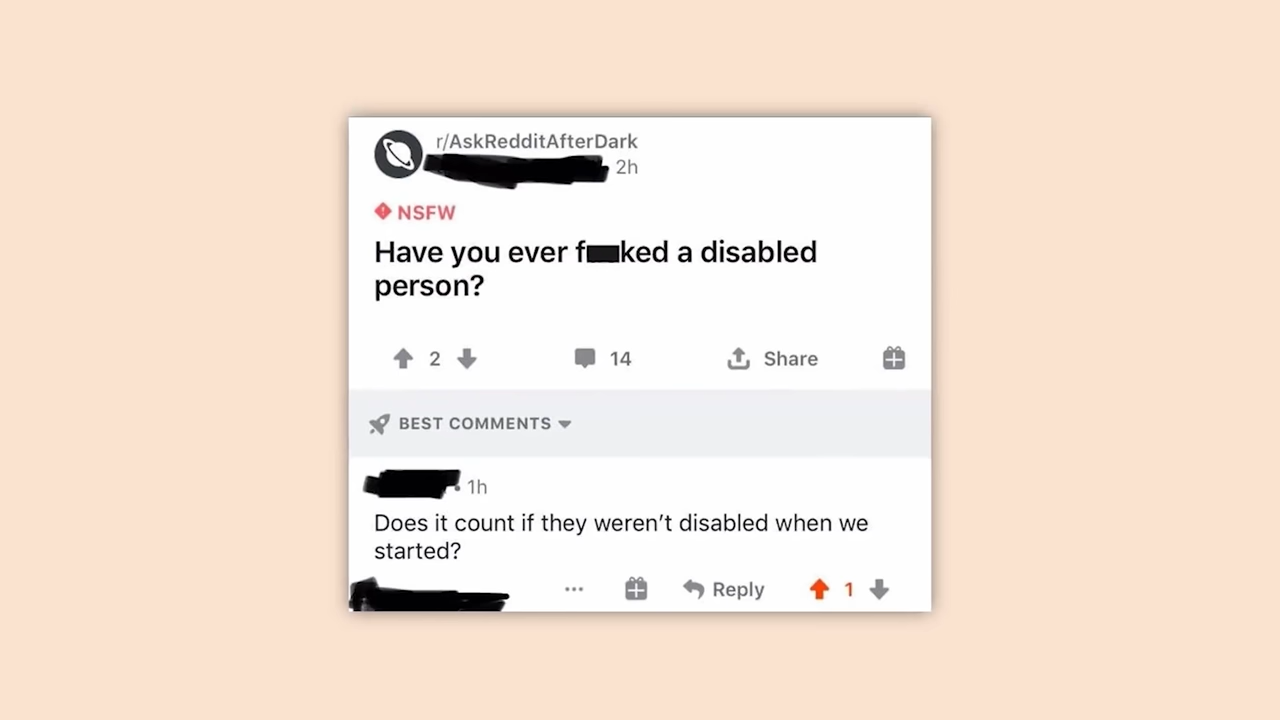 r/AskRedditAfterDark
2h
NSFW
Have you ever f██ked a disabled
person?
2
14
Share
BEST COMMENTS
• 1h
Does it count if they weren't disabled when we
started?
...
Reply
1